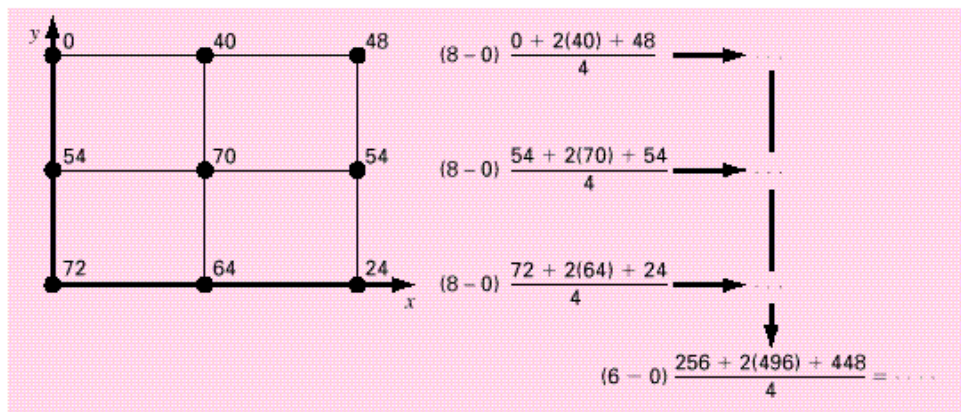 y
0 40 48 (8 – 0) 0 + 2(40) + 48 / 4 · · · ·
54 70 54 (8 – 0) 54 + 2(70) + 54 / 4 · · · ·
72 64 24 (8 – 0) 72 + 2(64) + 24 / 4 · · · ·
x
(6 – 0) 256 + 2(496) + 448 / 4 = · · · ·